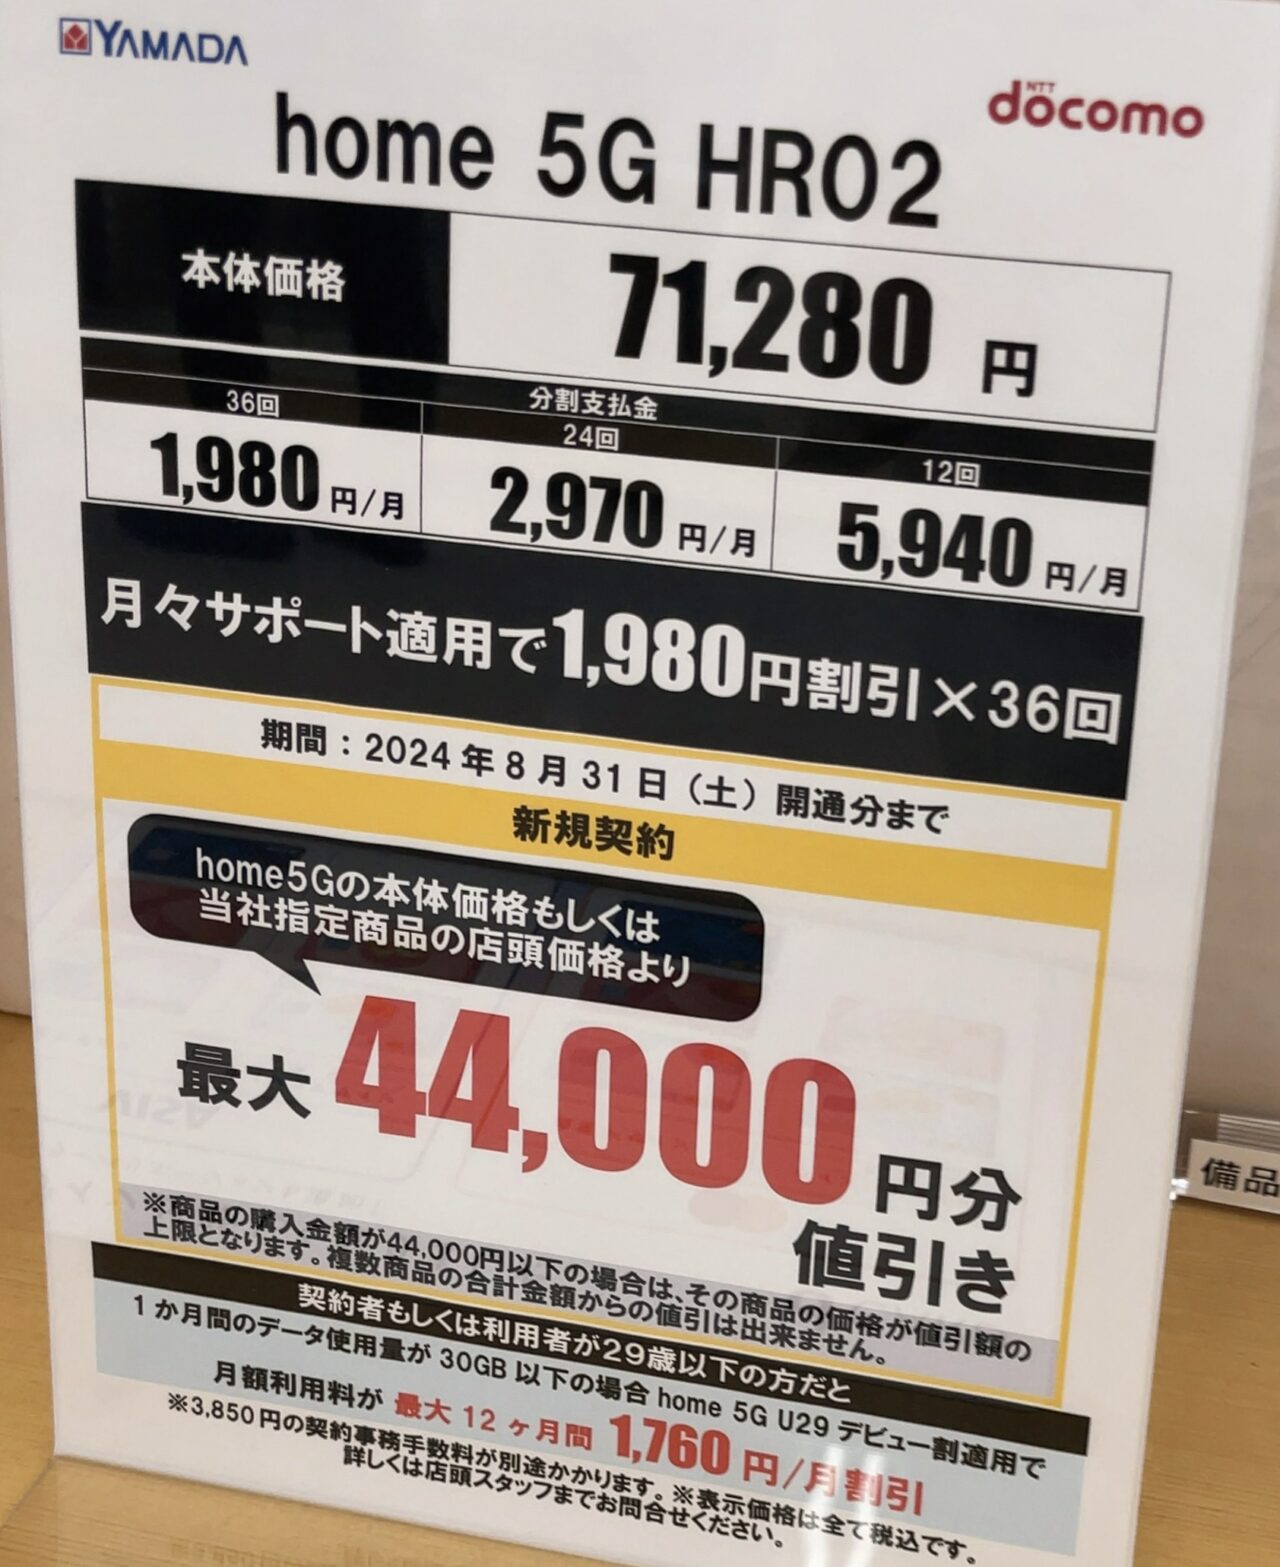 YAMADA
NTT
docomo
home 5G HR02
本体価格
71,280 円
分割支払金
36回
24回
12回
1,980 円/月
2,970 円/月
5,940 円/月
月々サポート適用で1,980円割引×36回
期間：2024年8月31日（土）開通分まで
新規契約
home5Gの本体価格もしくは
当社指定商品の店頭価格より
最大 44,000 円分
値引き
※商品の購入金額が44,000円以下の場合は、その商品の価格が値引額の
上限となります。複数商品の合計金額からの値引は出来ません。
契約者もしくは利用者が29歳以下の方だと
1か月間のデータ使用量が30GB以下の場合home 5G U29デビュー割適用で
月額利用料が 最大12ヶ月間 1,760 円/月割引
※3,850円の契約事務手数料が別途かかります。※表示価格は全て税込です。
詳しくは店頭スタッフまでお問合せください。
備品